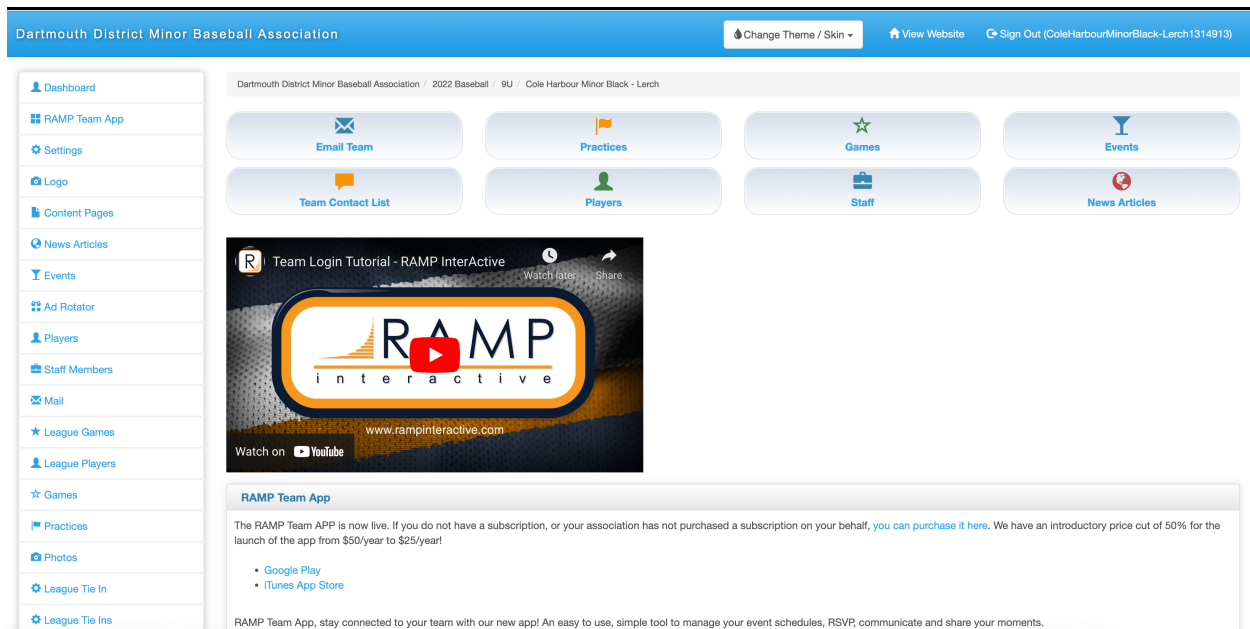 Dartmouth District Minor Baseball Association
Change Theme / Skin
View Website
Sign Out (ColeHarbourMinorBlack-Lerch1314913)
Dashboard
RAMP Team App
Settings
Logo
Content Pages
News Articles
Events
Ad Rotator
Players
Staff Members
Mail
League Games
League Players
Games
Practices
Photos
League Tie In
League Tie Ins
Dartmouth District Minor Baseball Association / 2022 Baseball / 9U / Cole Harbour Minor Black - Lerch
Email Team
Practices
Games
Events
Team Contact List
Players
Staff
News Articles
R
Team Login Tutorial - RAMP InterActive
Watch later
Share
RAMP
interactive
www.rampinteractive.com
Watch on YouTube
RAMP Team App
The RAMP Team APP is now live. If you do not have a subscription, or your association has not purchased a subscription on your behalf, you can purchase it here. We have an introductory price cut of 50% for the
launch of the app from $50/year to $25/year!
• Google Play
• iTunes App Store
RAMP Team App, stay connected to your team with our new app! An easy to use, simple tool to manage your event schedules, RSVP, communicate and share your moments.